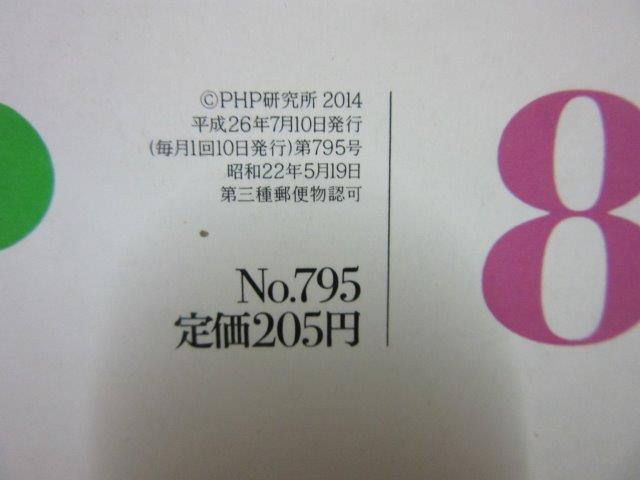 ©PHP研究所 2014
平成26年7月10日発行
(毎月1回10日発行)第795号
昭和22年5月19日
第三種郵便物認可
No.795
定価205円
8